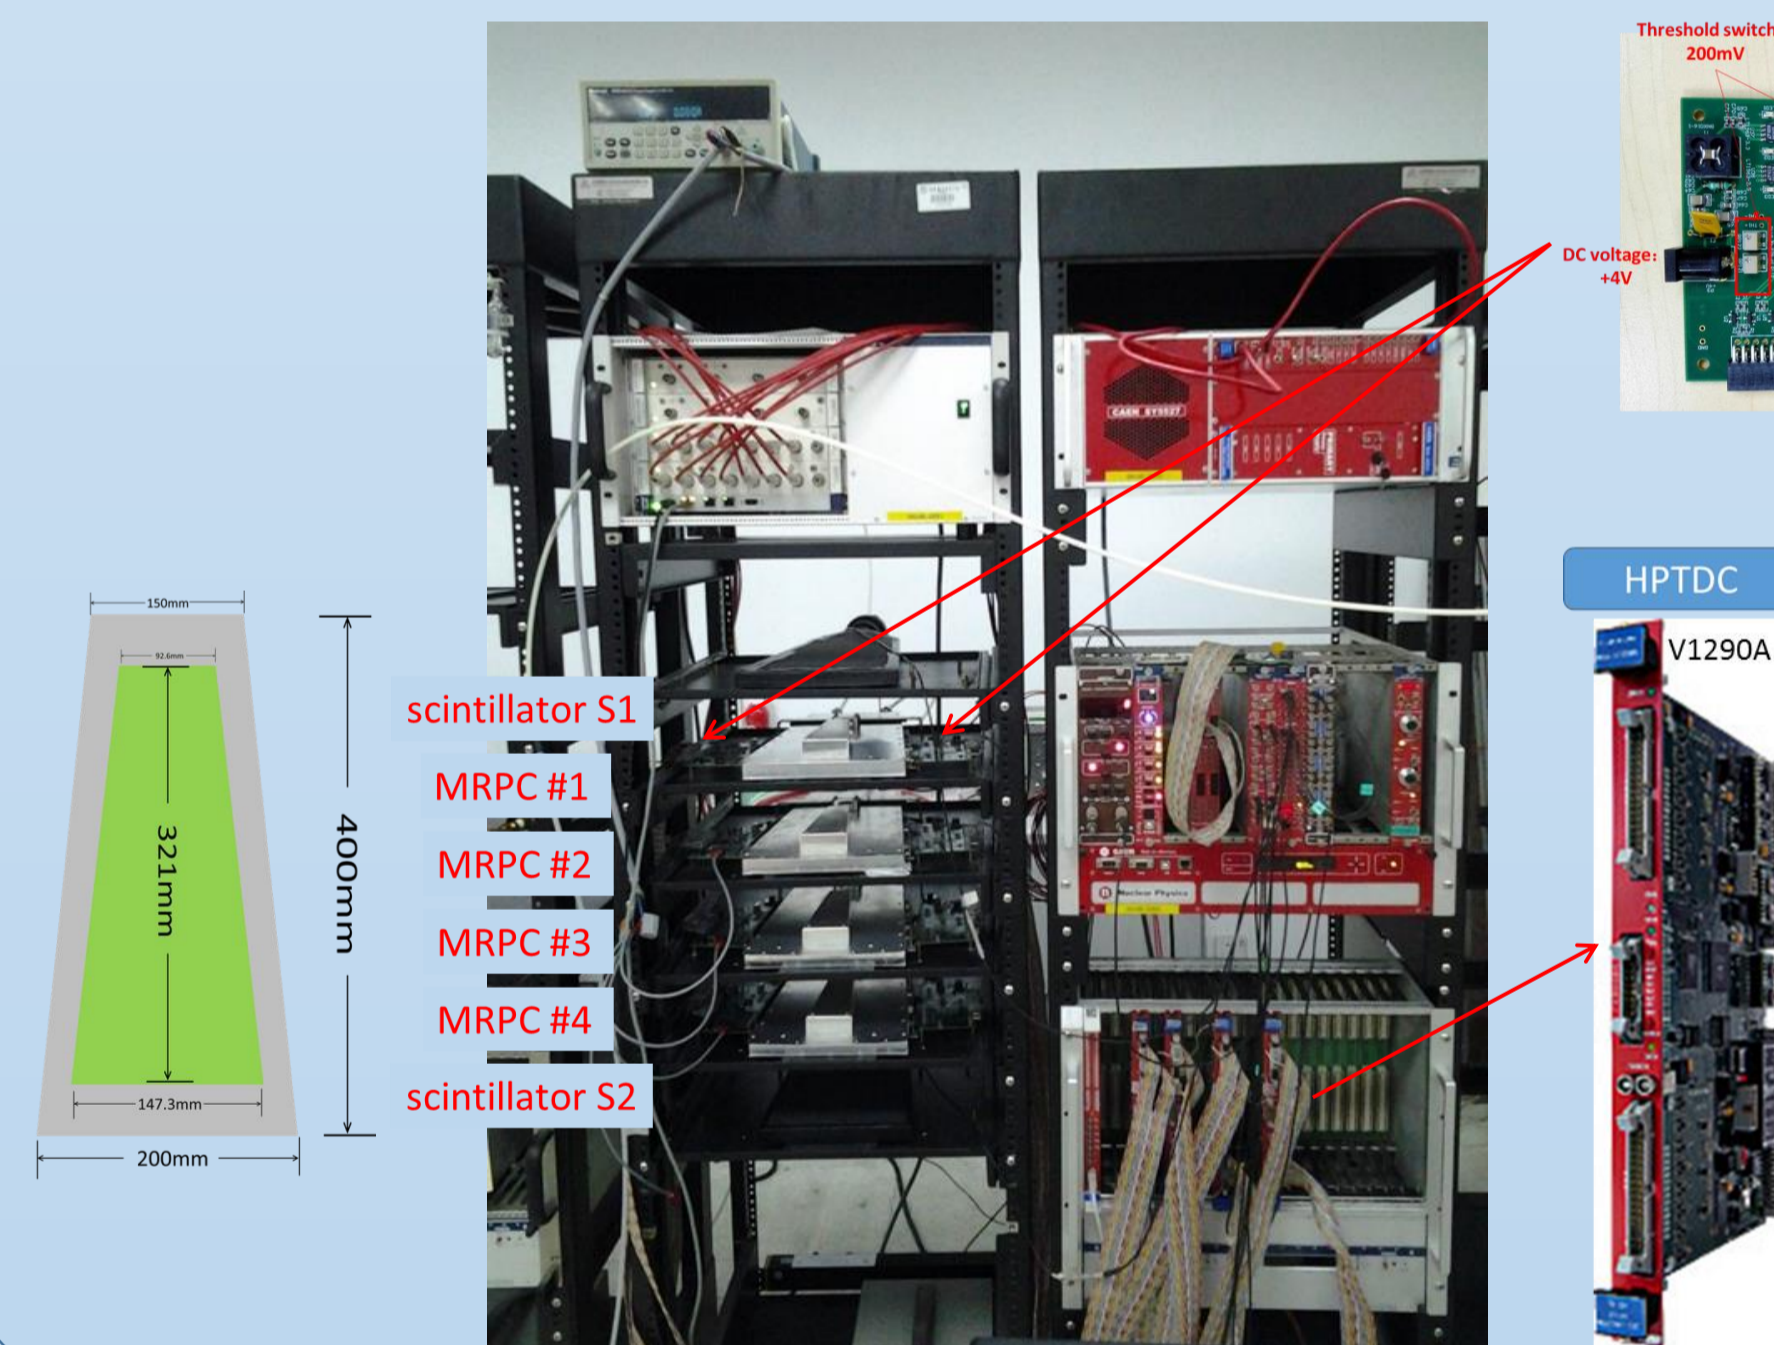 Threshold switch
200mV
DC voltage:
+4V
CAEN SY5527
HPTDC
V1290A
150mm
92.6mm
321mm
400mm
147.3mm
200mm
scintillator S1
MRPC #1
MRPC #2
MRPC #3
MRPC #4
scintillator S2
Nuclear Physics